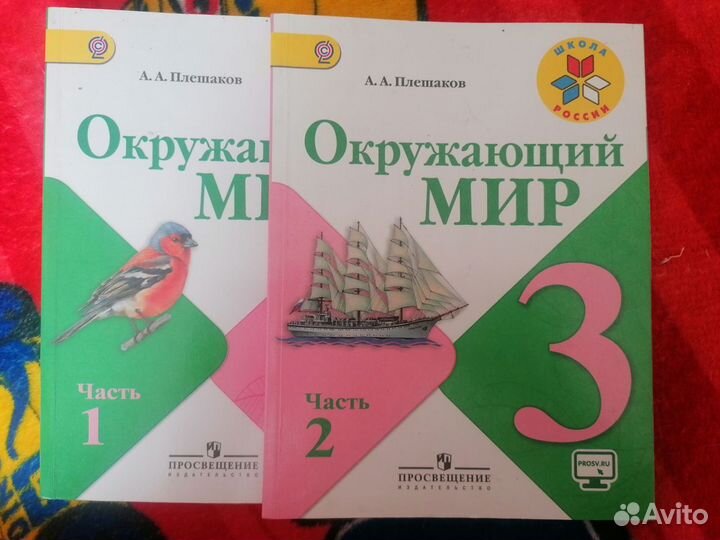 А. А. Плешаков
Окружа
МИ
Часть
1
ПРОСВЕЩЕНИЕ
ИЗДАТЕЛЬСТВО
А. А. Плешаков
ШКОЛА
РОССИИ
Окружающий
МИР
3
Часть
2
ПРОСВЕЩЕНИЕ
ИЗДАТЕЛЬСТВО
PROSV.RU
Avito